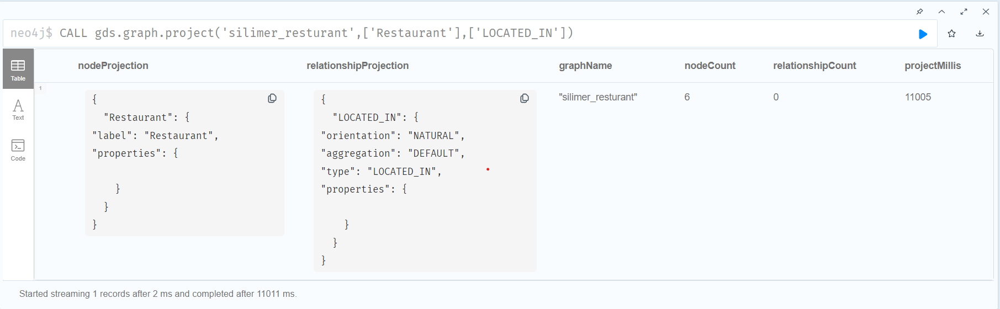 neo4j$ CALL gds.graph.project('silimer_resturant',['Restaurant'],['LOCATED_IN'])
Table
Text
Code
nodeProjection relationshipProjection graphName nodeCount relationshipCount projectMillis
1
{
"Restaurant": {
"label": "Restaurant",
"properties": {
}
}
}
{
"LOCATED_IN": {
"orientation": "NATURAL",
"aggregation": "DEFAULT",
"type": "LOCATED_IN",
"properties": {
}
}
}
"silimer_resturant" 6 0 11005
Started streaming 1 records after 2 ms and completed after 11011 ms.